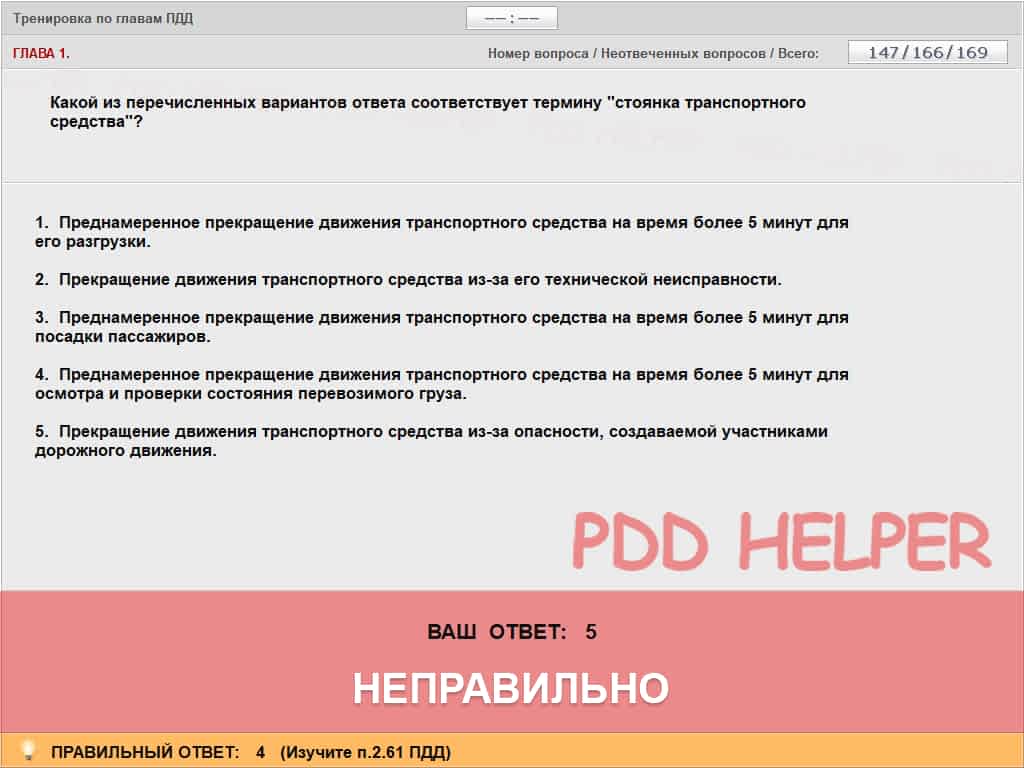 Тренировка по главам ПДД
–– : ––
ГЛАВА 1.
Номер вопроса / Неотвеченных вопросов / Всего:
147/166/169
Какой из перечисленных вариантов ответа соответствует термину "стоянка транспортного
средства"?
1. Преднамеренное прекращение движения транспортного средства на время более 5 минут для
его разгрузки.
2. Прекращение движения транспортного средства из-за его технической неисправности.
3. Преднамеренное прекращение движения транспортного средства на время более 5 минут для
посадки пассажиров.
4. Преднамеренное прекращение движения транспортного средства на время более 5 минут для
осмотра и проверки состояния перевозимого груза.
5. Прекращение движения транспортного средства из-за опасности, создаваемой участниками
дорожного движения.
PDD HELPER
ВАШ ОТВЕТ: 5
НЕПРАВИЛЬНО
ПРАВИЛЬНЫЙ ОТВЕТ: 4 (Изучите п.2.61 ПДД)